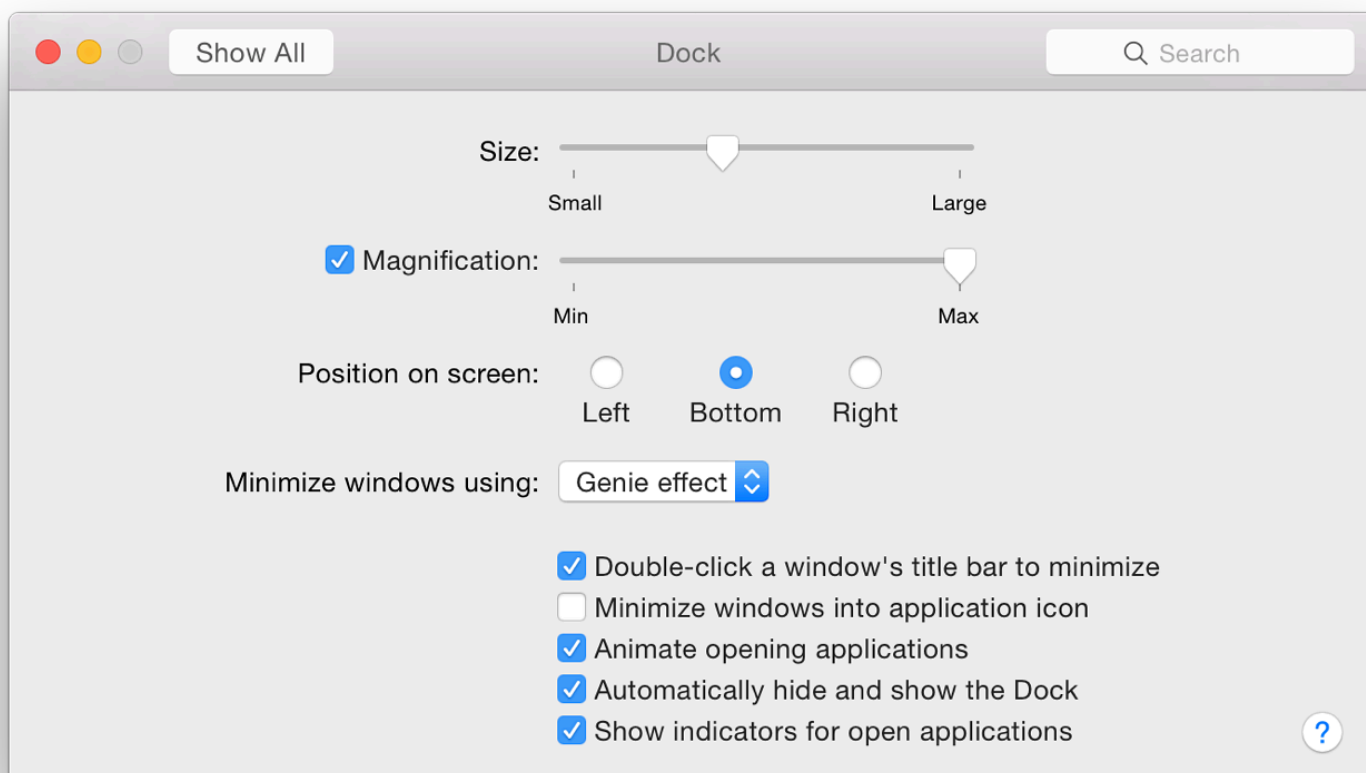 Show All Dock Search
Size:
Small Large
Magnification:
Min Max
Position on screen:
Left Bottom Right
Minimize windows using: Genie effect
Double-click a window's title bar to minimize
Minimize windows into application icon
Animate opening applications
Automatically hide and show the Dock
Show indicators for open applications
?